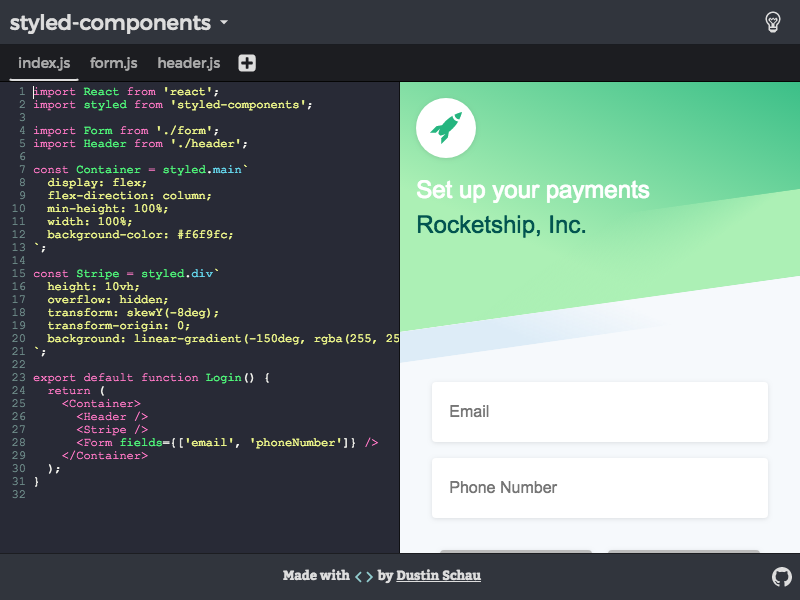 styled-components
index.js form.js header.js
1 import React from 'react';
2 import styled from 'styled-components';
3
4 import Form from './form';
5 import Header from './header';
6
7 const Container = styled.main`
8 display: flex;
9 flex-direction: column;
10 min-height: 100%;
11 width: 100%;
12 background-color: #f6f9fc;
13 `;
14
15 const Stripe = styled.div`
16 height: 10vh;
17 overflow: hidden;
18 transform: skewY(-8deg);
19 transform-origin: 0;
20 background: linear-gradient(-150deg, rgba(255, 25
21 `;
22
23 export default function Login() {
24 return (
25 <Container>
26 <Header />
27 <Stripe />
28 <Form fields={['email', 'phoneNumber']} />
29 </Container>
30 );
31 }
32
Set up your payments
Rocketship, Inc.
Email
Phone Number
Made with <> by Dustin Schau